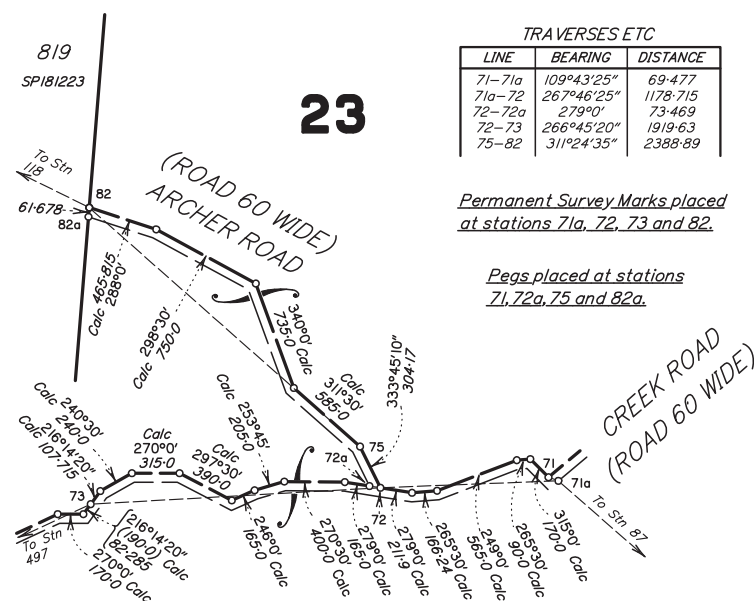 819
SP181223
23
TRAVERSES ETC
LINE BEARING DISTANCE
71-71a 109°43'25" 69·477
71a-72 267°46'25" 1178·715
72-72a 279°0' 73·469
72-73 266°45'20" 1919·63
75-82 311°24'35" 2388·89
Permanent Survey Marks placed
at stations 71a, 72, 73 and 82.
Pegs placed at stations
71, 72a, 75 and 82a.
To Stn
118
61·678
82
82a
(ROAD 60 WIDE)
ARCHER ROAD
Calc 465·815
288°0'
298°30'
Calc 750·0
340°0' Calc
735·0
Calc
311°30'
585·0
333°45'10"
304·17
CREEK ROAD
(ROAD 60 WIDE)
240°30'
Calc 240·0
216°14'20"
Calc 107·715
Calc
270°0'
315·0
Calc
297°30'
390·0
253°45'
Calc 205·0
75
72a
72
71
71a
73
To Stn
497
270°0' Calc
170·0
216°14'20"
(190·0) Calc
82·285
246°0'
165·0 Calc
270°30'
400·0 Calc
279°0'
165·0 Calc
279°0'
211·9 Calc
265°30'
166·24 Calc
249°0'
565·0 Calc
265°30'
90·0 Calc
315°0'
170·0 Calc
To Stn 87